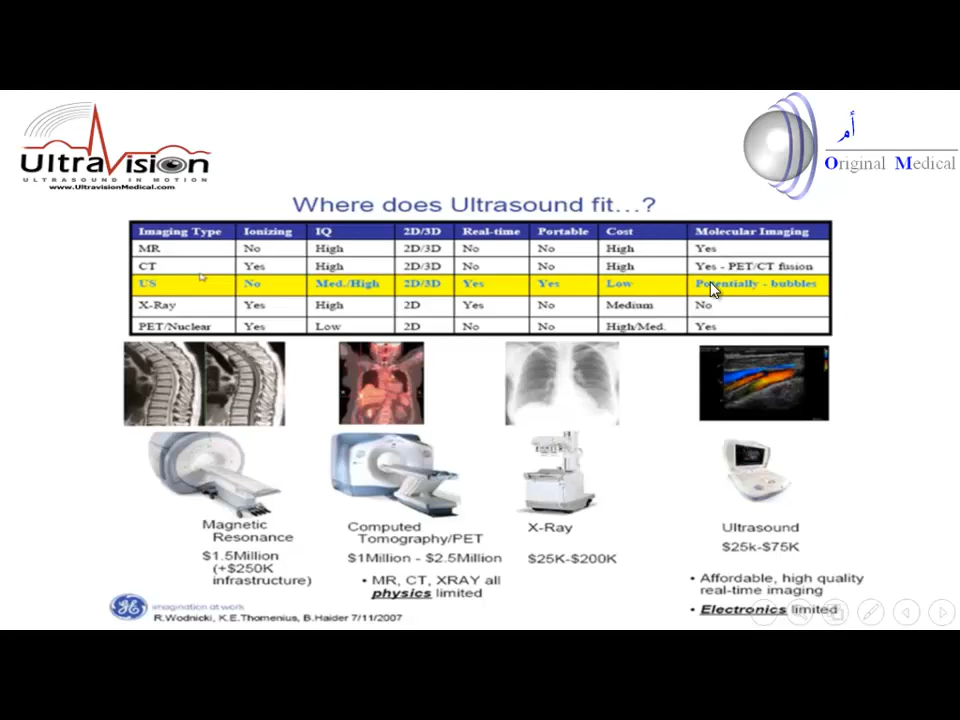 UltraVision
ULTRASOUND IN MOTION
www.UltravisionMedical.com
أم
Original Medical
Where does Ultrasound fit...?
Imaging Type Ionizing IQ 2D/3D Real-time Portable Cost Molecular Imaging
MR No High 2D/3D No No High Yes
CT Yes High 2D/3D No No High Yes - PET/CT fusion
US No Med./High 2D/3D Yes Yes Low Potentially - bubbles
X-Ray Yes High 2D Yes No Medium No
PET/Nuclear Yes Low 2D No No High/Med. Yes
Magnetic
Resonance
$1.5Million
(+$250K
infrastructure)
Computed
Tomography/PET
$1Million - $2.5Million
• MR, CT, XRAY all
physics limited
X-Ray
$25K-$200K
Ultrasound
$25k-$75K
• Affordable, high quality
real-time imaging
• Electronics limited
imagination at work
R.Wodnicki, K.E.Thomenius, B.Haider 7/11/2007